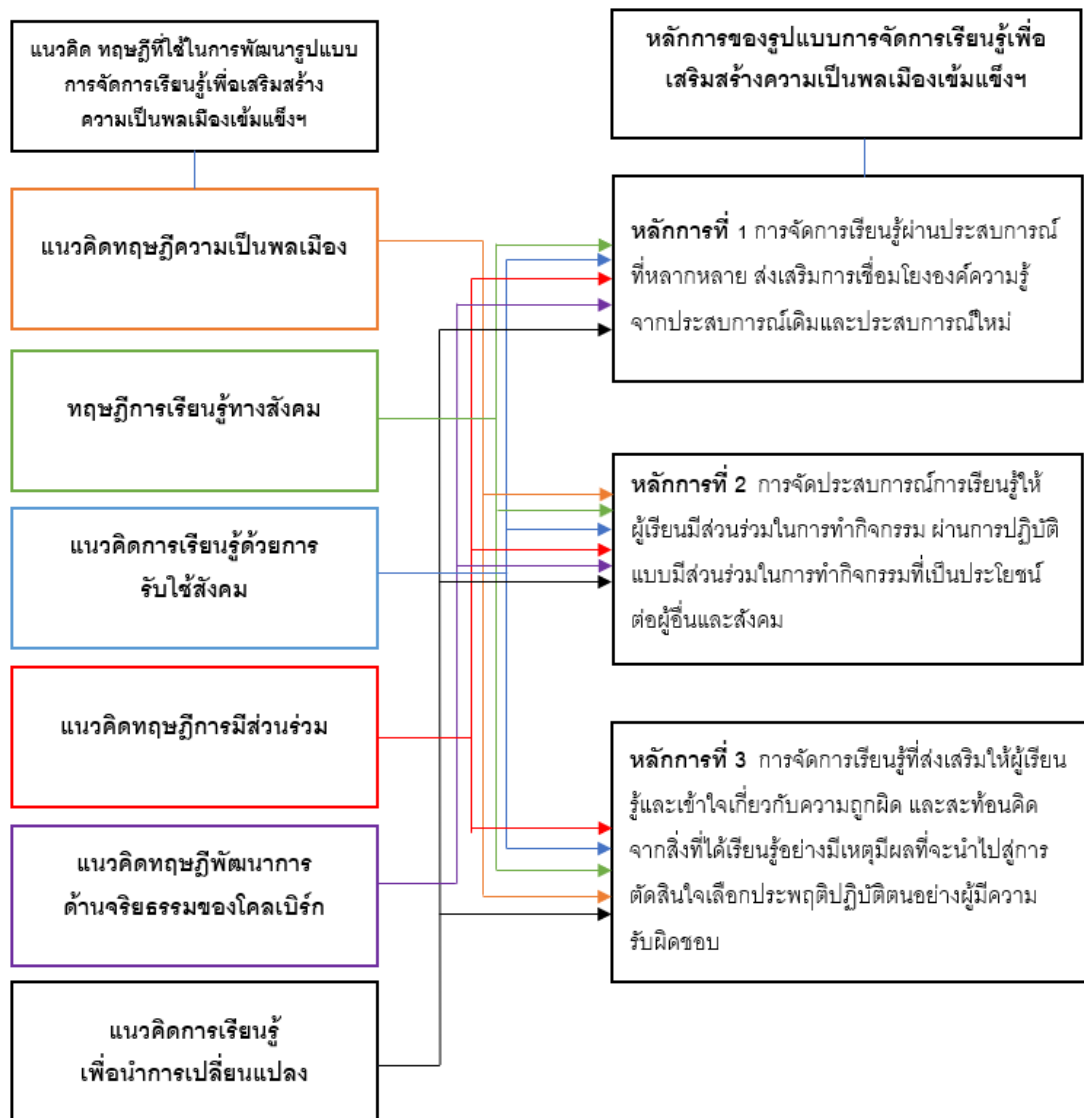 แนวคิด ทฤษฎีที่ใช้ในการพัฒนารูปแบบ
การจัดการเรียนรู้เพื่อเสริมสร้าง
ความเป็นพลเมืองเข้มแข็งฯ
แนวคิดทฤษฎีความเป็นพลเมือง
ทฤษฎีการเรียนรู้ทางสังคม
แนวคิดการเรียนรู้ด้วยการ
รับใช้สังคม
แนวคิดทฤษฎีการมีส่วนร่วม
แนวคิดทฤษฎีพัฒนาการ
ด้านจริยธรรมของโคลเบิร์ก
แนวคิดการเรียนรู้
เพื่อนำการเปลี่ยนแปลง
หลักการของรูปแบบการจัดการเรียนรู้เพื่อ
เสริมสร้างความเป็นพลเมืองเข้มแข็งฯ
หลักการที่ 1 การจัดการเรียนรู้ผ่านประสบการณ์
ที่หลากหลาย ส่งเสริมการเชื่อมโยงองค์ความรู้
จากประสบการณ์เดิมและประสบการณ์ใหม่
หลักการที่ 2 การจัดประสบการณ์การเรียนรู้ให้
ผู้เรียนมีส่วนร่วมในการทำกิจกรรม ผ่านการปฏิบัติ
แบบมีส่วนร่วมในการทำกิจกรรมที่เป็นประโยชน์
ต่อผู้อื่นและสังคม
หลักการที่ 3 การจัดการเรียนรู้ที่ส่งเสริมให้ผู้เรียน
รู้และเข้าใจเกี่ยวกับความถูกผิด และสะท้อนคิด
จากสิ่งที่ได้เรียนรู้อย่างมีเหตุมีผลที่จะนำไปสู่การ
ตัดสินใจเลือกประพฤติปฏิบัติตนอย่างผู้มีความ
รับผิดชอบ